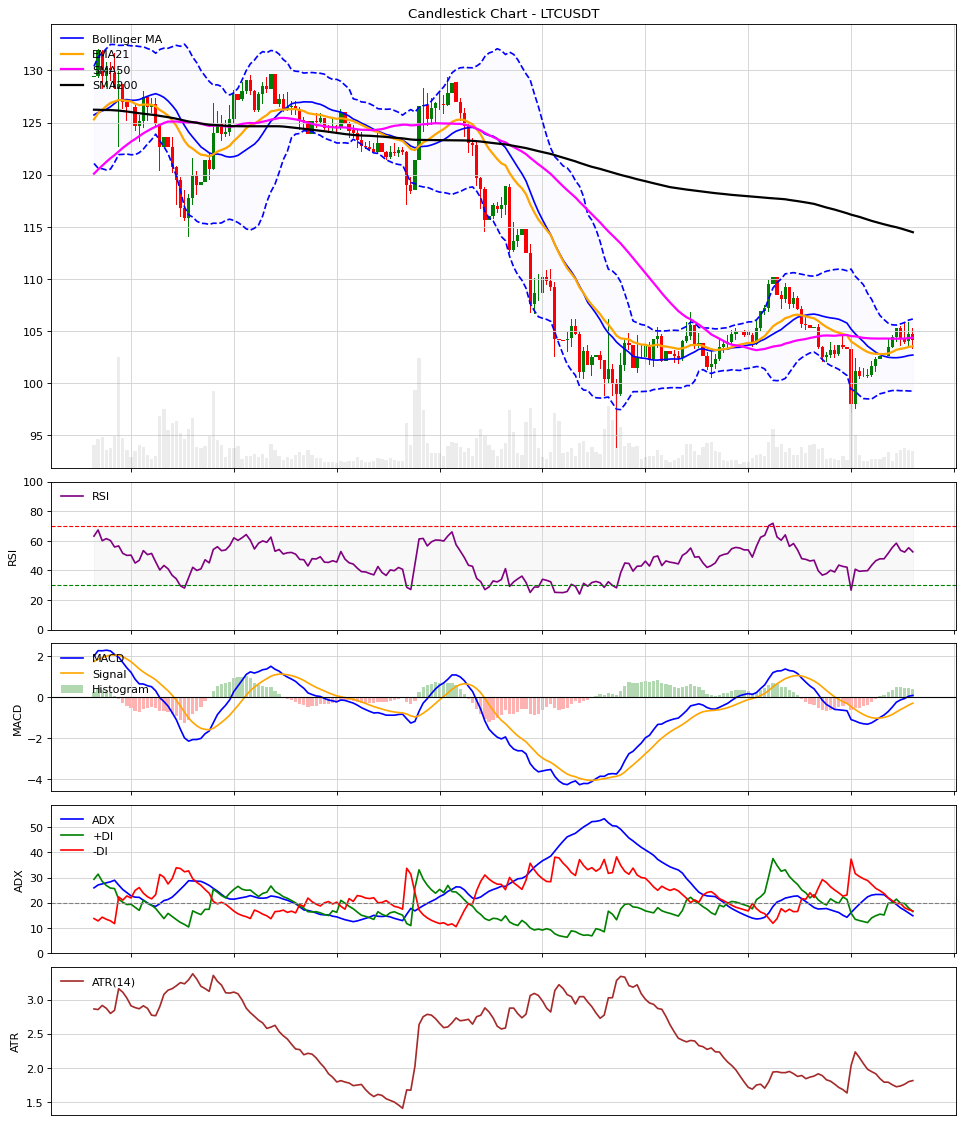 Candlestick Chart - LTCUSDT
Bollinger MA
EMA21
SMA50
SMA200
130
125
120
115
110
105
100
95
100
80
60
40
20
0
RSI
RSI
2
0
−2
−4
MACD
MACD
Signal
Histogram
50
40
30
20
10
0
ADX
ADX
+DI
-DI
3.0
2.5
2.0
1.5
ATR
ATR(14)